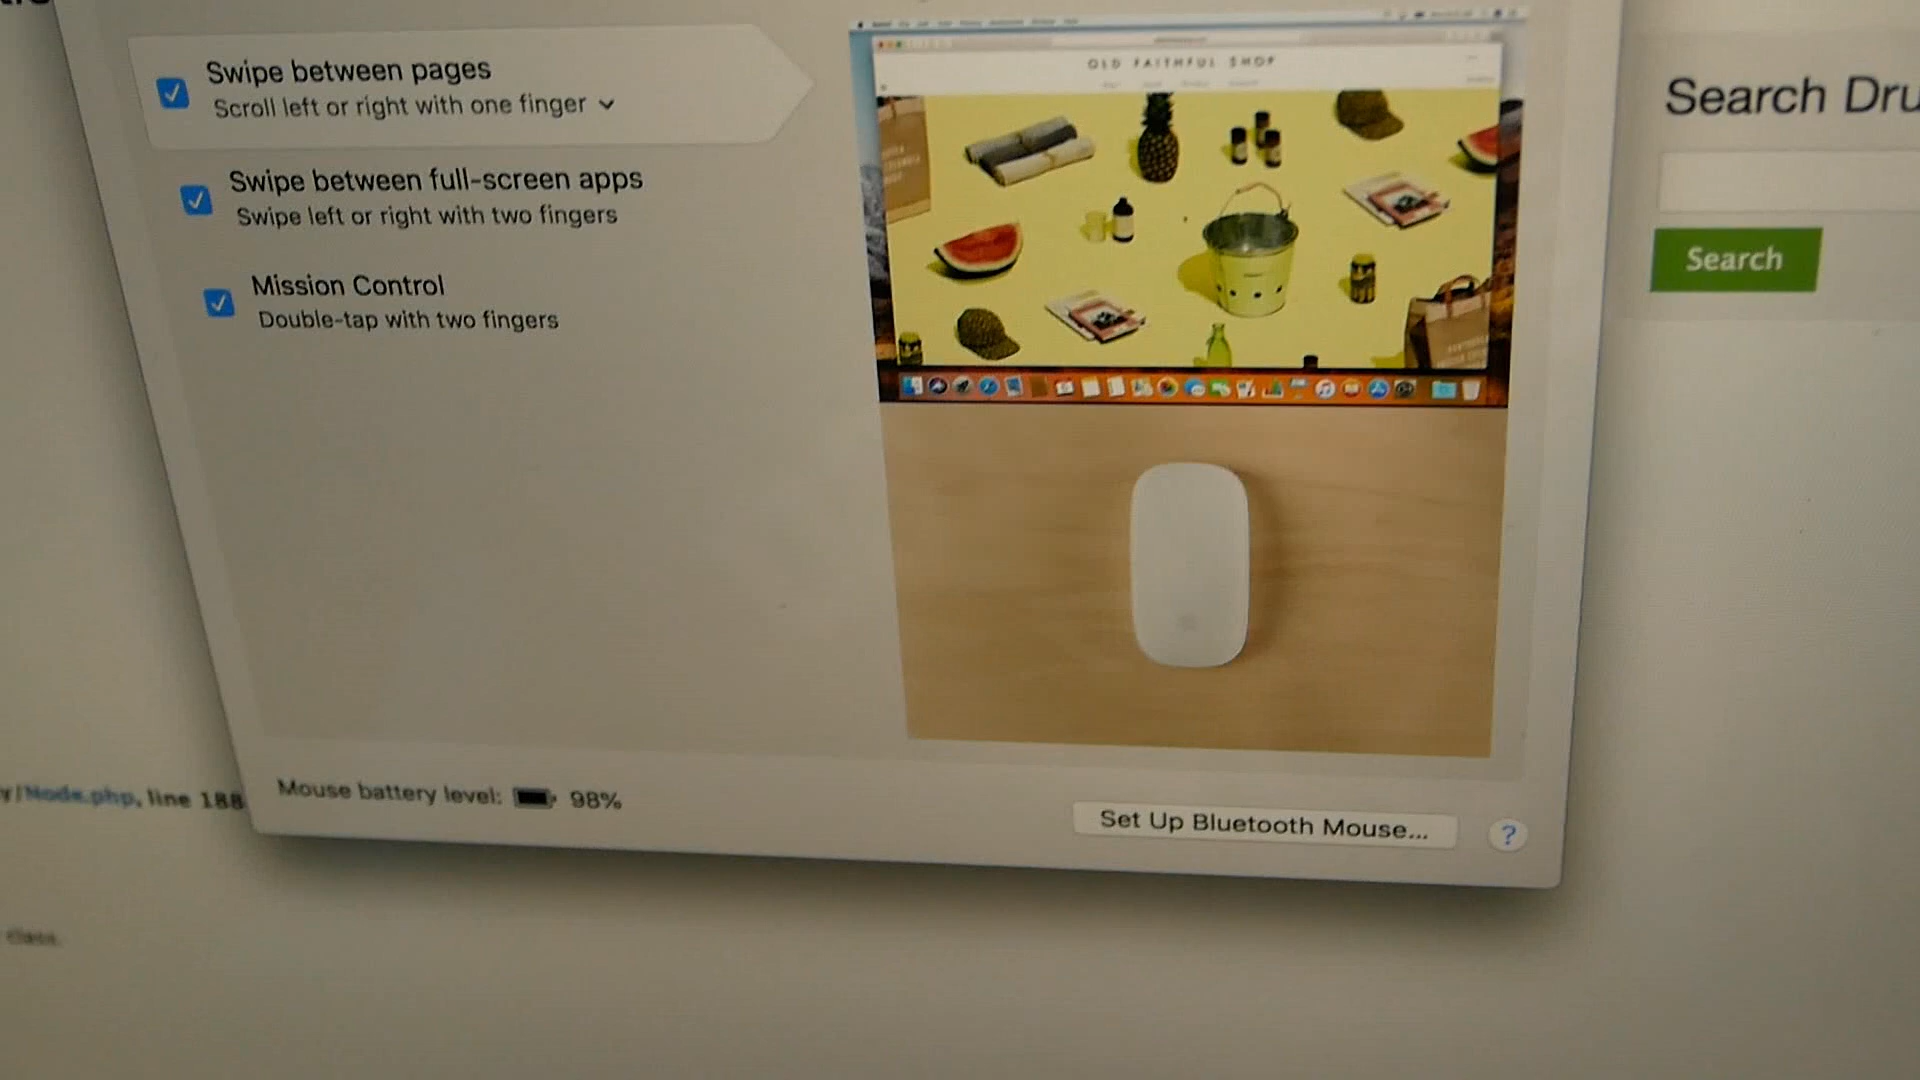 Swipe between pages
Scroll left or right with one finger
Swipe between full-screen apps
Swipe left or right with two fingers
Mission Control
Double-tap with two fingers
OLD FAITHFUL SHOP
Search Dru
Search
y/Node.php, line 188
Mouse battery level: 98%
Set Up Bluetooth Mouse...
?
class.